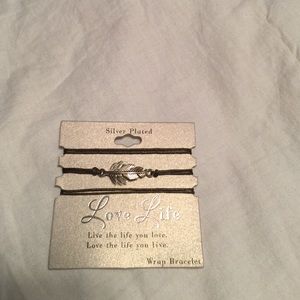 Silver Plated
Love Life
Live the life you love.
Love the life you live.
Wrap Bracelet